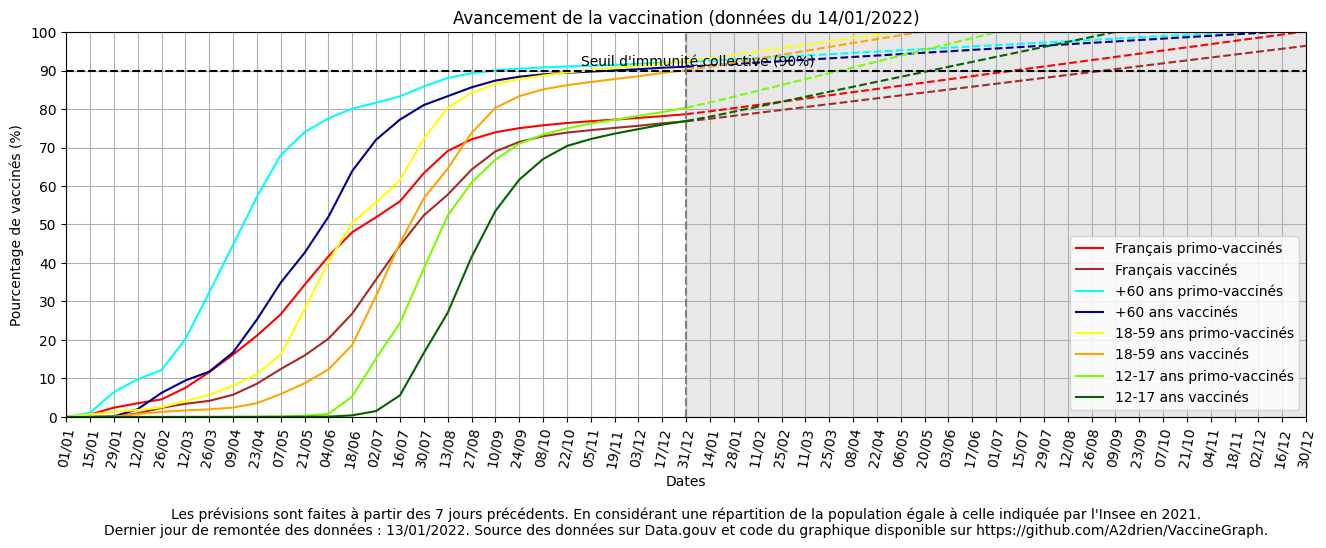 Avancement de la vaccination (données du 14/01/2022)
Pourcentage de vaccinés (%)
100
90
80
70
60
50
40
30
20
10
0
Seuil d'immunité collective (90%)
Français primo-vaccinés
Français vaccinés
+60 ans primo-vaccinés
+60 ans vaccinés
18-59 ans primo-vaccinés
18-59 ans vaccinés
12-17 ans primo-vaccinés
12-17 ans vaccinés
01/01 15/01 29/01 12/02 26/02 12/03 26/03 09/04 23/04 07/05 21/05 04/06 18/06 02/07 16/07 30/07 13/08 27/08 10/09 24/09 08/10 22/10 05/11 19/11 03/12 17/12 31/12 14/01 28/01 11/02 25/02 11/03 25/03 08/04 22/04 06/05 20/05 03/06 17/06 01/07 15/07 29/07 12/08 26/08 09/09 23/09 07/10 21/10 04/11 18/11 02/12 16/12 30/12
Dates
Les prévisions sont faites à partir des 7 jours précédents. En considérant une répartition de la population égale à celle indiquée par l'Insee en 2021.
Dernier jour de remontée des données : 13/01/2022. Source des données sur Data.gouv et code du graphique disponible sur https://github.com/A2drien/VaccineGraph.